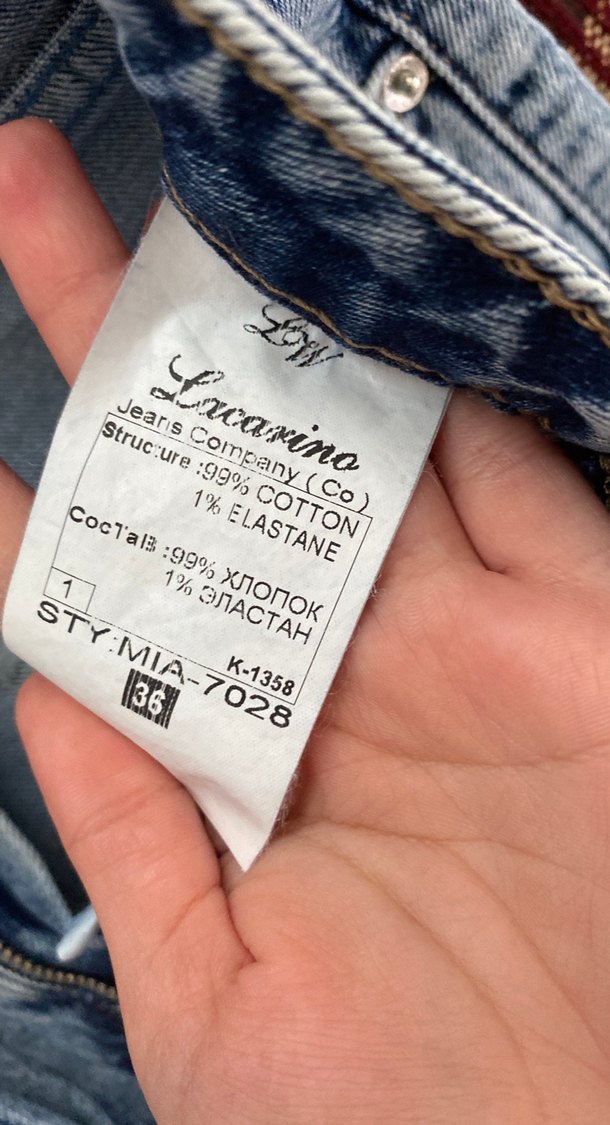 LW
Lacarino
Jeans Company (Co)
Structure :99% COTTON
1% ELASTANE
СосТаВ :99% ХЛОПОК
1% ЭЛАСТАН
1
K-1358
STY:MIA-7028
36